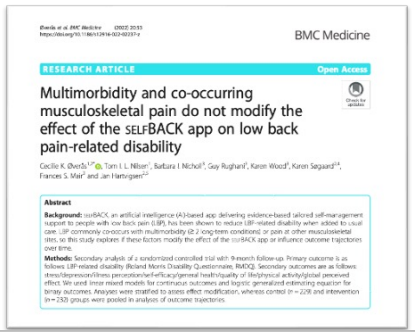 Øverås et al. BMC Medicine (2022) 20:53
https://doi.org/10.1186/s12916-022-02237-z
BMC Medicine
RESEARCH ARTICLE
Open Access
Multimorbidity and co-occurring
musculoskeletal pain do not modify the
effect of the SELFBACK app on low back
pain-related disability
Check for
updates
Cecilie K. Øverås, Tom I. L. Nilsen, Barbara I. Nicholl, Guy Rughani, Karen Wood, Karen Søgaard,
Frances S. Mair and Jan Hartvigsen
Abstract
Background: SELFBACK, an artificial intelligence (AI)-based app delivering evidence-based tailored self-management
support to people with low back pain (LBP), has been shown to reduce LBP-related disability when added to usual
care. LBP commonly co-occurs with multimorbidity (≥ 2 long-term conditions) or pain at other musculoskeletal
sites, so this study explores if these factors modify the effect of the SELFBACK app or influence outcome trajectories
over time.
Methods: Secondary analysis of a randomized controlled trial with 9-month follow-up. Primary outcome is as
follows: LBP-related disability (Roland Morris Disability Questionnaire, RMDQ). Secondary outcomes are as follows:
stress/depression/illness perception/self-efficacy/general health/quality of life/physical activity/global perceived
effect. We used linear mixed models for continuous outcomes and logistic generalized estimating equation for
binary outcomes. Analyses were stratified to assess effect modification, whereas control (n = 229) and intervention
(n = 232) groups were pooled in analyses of outcome trajectories.